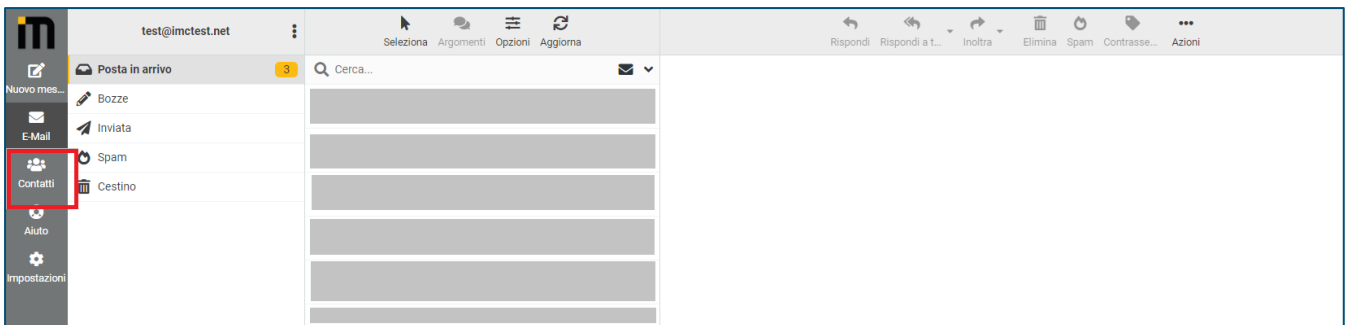 im
test@imctest.net
Seleziona Argomenti Opzioni Aggiorna
Rispondi Rispondi a t... Inoltra Elimina Spam Contrasse... Azioni
Nuovo mes...
E-Mail
Contatti
Aiuto
Impostazioni
Posta in arrivo 3
Bozze
Inviata
Spam
Cestino
Cerca...